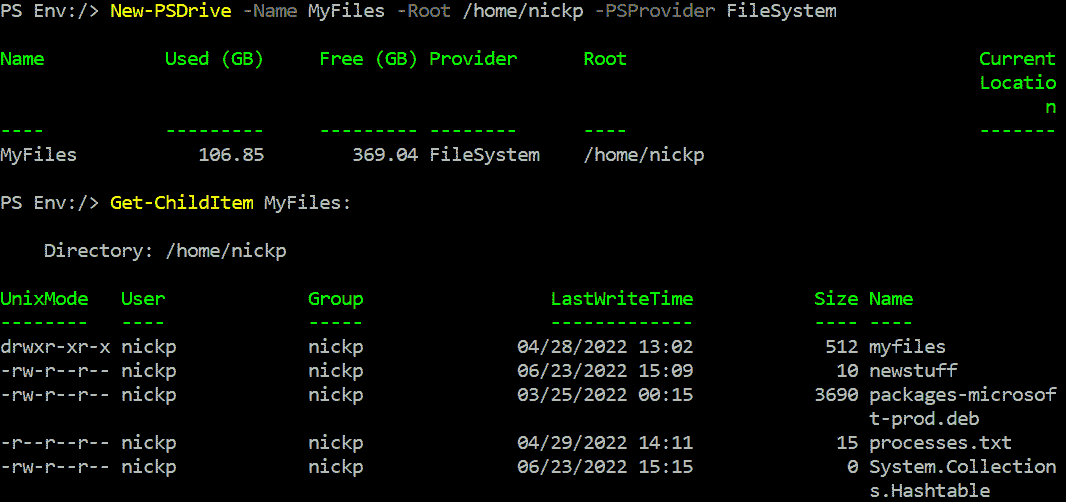 PS Env:/> New-PSDrive -Name MyFiles -Root /home/nickp -PSProvider FileSystem
Name Used (GB) Free (GB) Provider Root Current
Locatio
n
---- --------- --------- -------- ---- -------
MyFiles 106.85 369.04 FileSystem /home/nickp
PS Env:/> Get-ChildItem MyFiles:
Directory: /home/nickp
UnixMode User Group LastWriteTime Size Name
-------- ---- ----- ------------- ---- ----
drwxr-xr-x nickp nickp 04/28/2022 13:02 512 myfiles
-rw-r--r-- nickp nickp 06/23/2022 15:09 10 newstuff
-rw-r--r-- nickp nickp 03/25/2022 00:15 3690 packages-microsof
t-prod.deb
-r--r--r-- nickp nickp 04/29/2022 14:11 15 processes.txt
-rw-r--r-- nickp nickp 06/23/2022 15:15 0 System.Collection
s.Hashtable